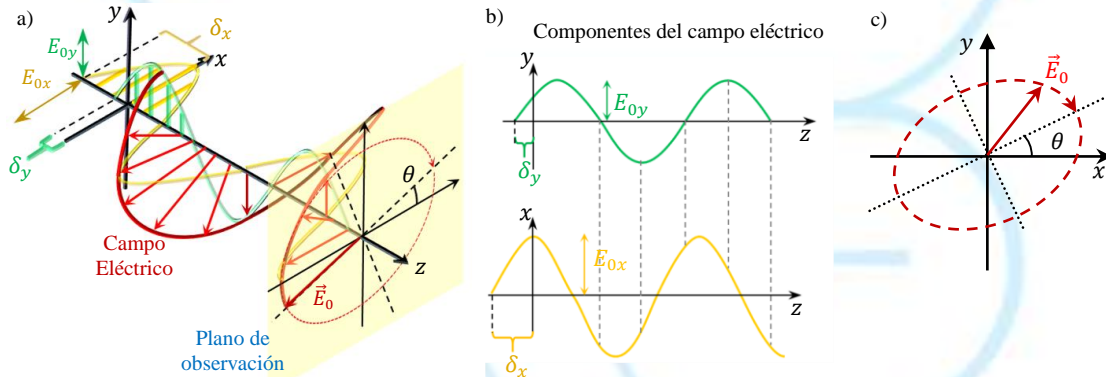 a)
y
E₀y
δₓ
x
E₀ₓ
δy
Campo
Eléctrico
θ
z
E⃗₀
Plano de
observación
b)
Componentes del campo eléctrico
y
E₀y
z
δy
x
E₀ₓ
z
δₓ
c)
y
E⃗₀
θ
x